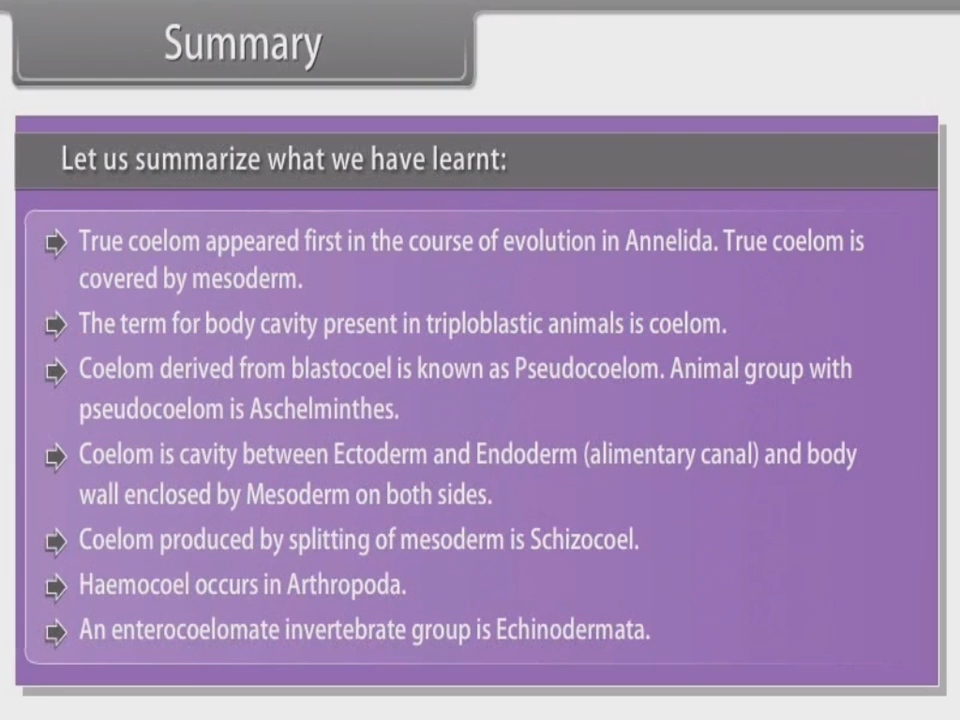 Summary
Let us summarize what we have learnt:
True coelom appeared first in the course of evolution in Annelida. True coelom is
covered by mesoderm.
The term for body cavity present in triploblastic animals is coelom.
Coelom derived from blastocoel is known as Pseudocoelom. Animal group with
pseudocoelom is Aschelminthes.
Coelom is cavity between Ectoderm and Endoderm (alimentary canal) and body
wall enclosed by Mesoderm on both sides.
Coelom produced by splitting of mesoderm is Schizocoel.
Haemocoel occurs in Arthropoda.
An enterocoelomate invertebrate group is Echinodermata.